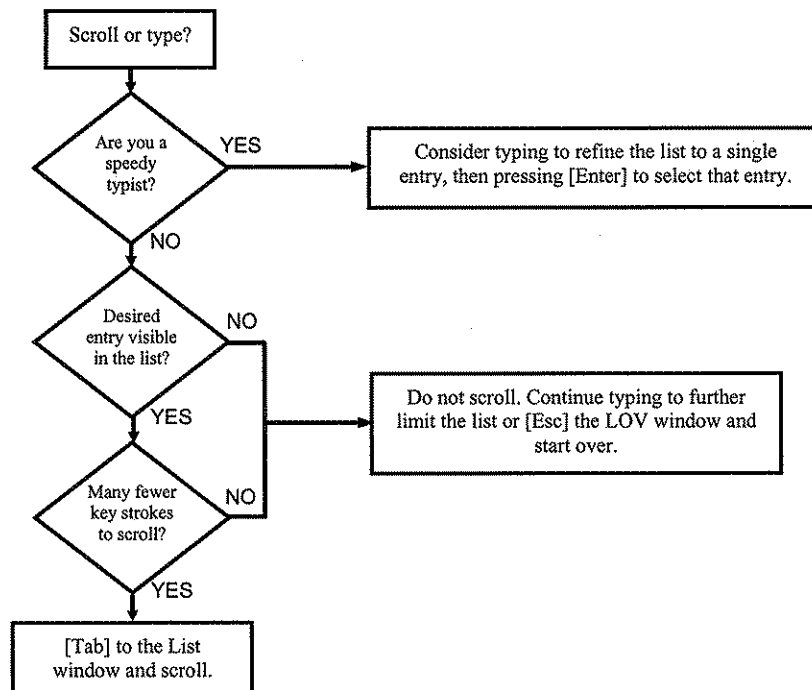 Scroll or type?
Are you a
speedy
typist?
YES
Consider typing to refine the list to a single
entry, then pressing [Enter] to select that entry.
NO
Desired
entry visible
in the list?
NO
Do not scroll. Continue typing to further
limit the list or [Esc] the LOV window and
start over.
YES
Many fewer
key strokes
to scroll?
NO
YES
[Tab] to the List
window and scroll.